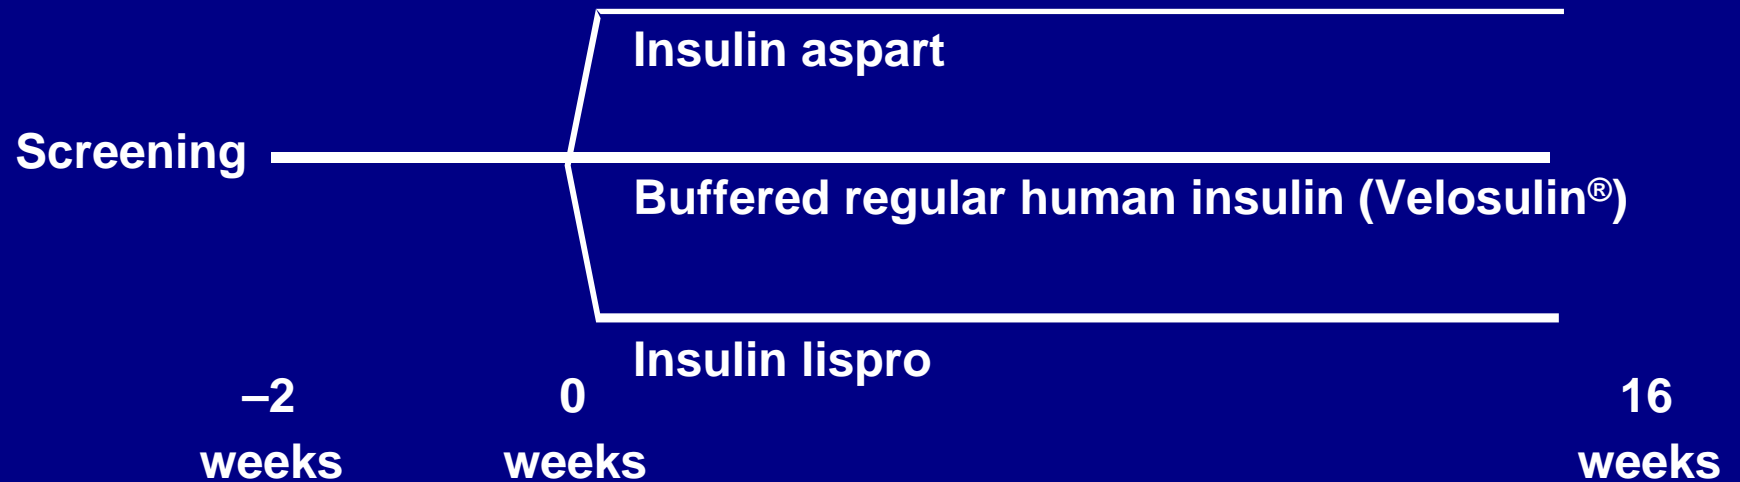 Insulin aspart
Screening
Buffered regular human insulin (Velosulin®)
Insulin lispro
–2 0 16
weeks weeks weeks